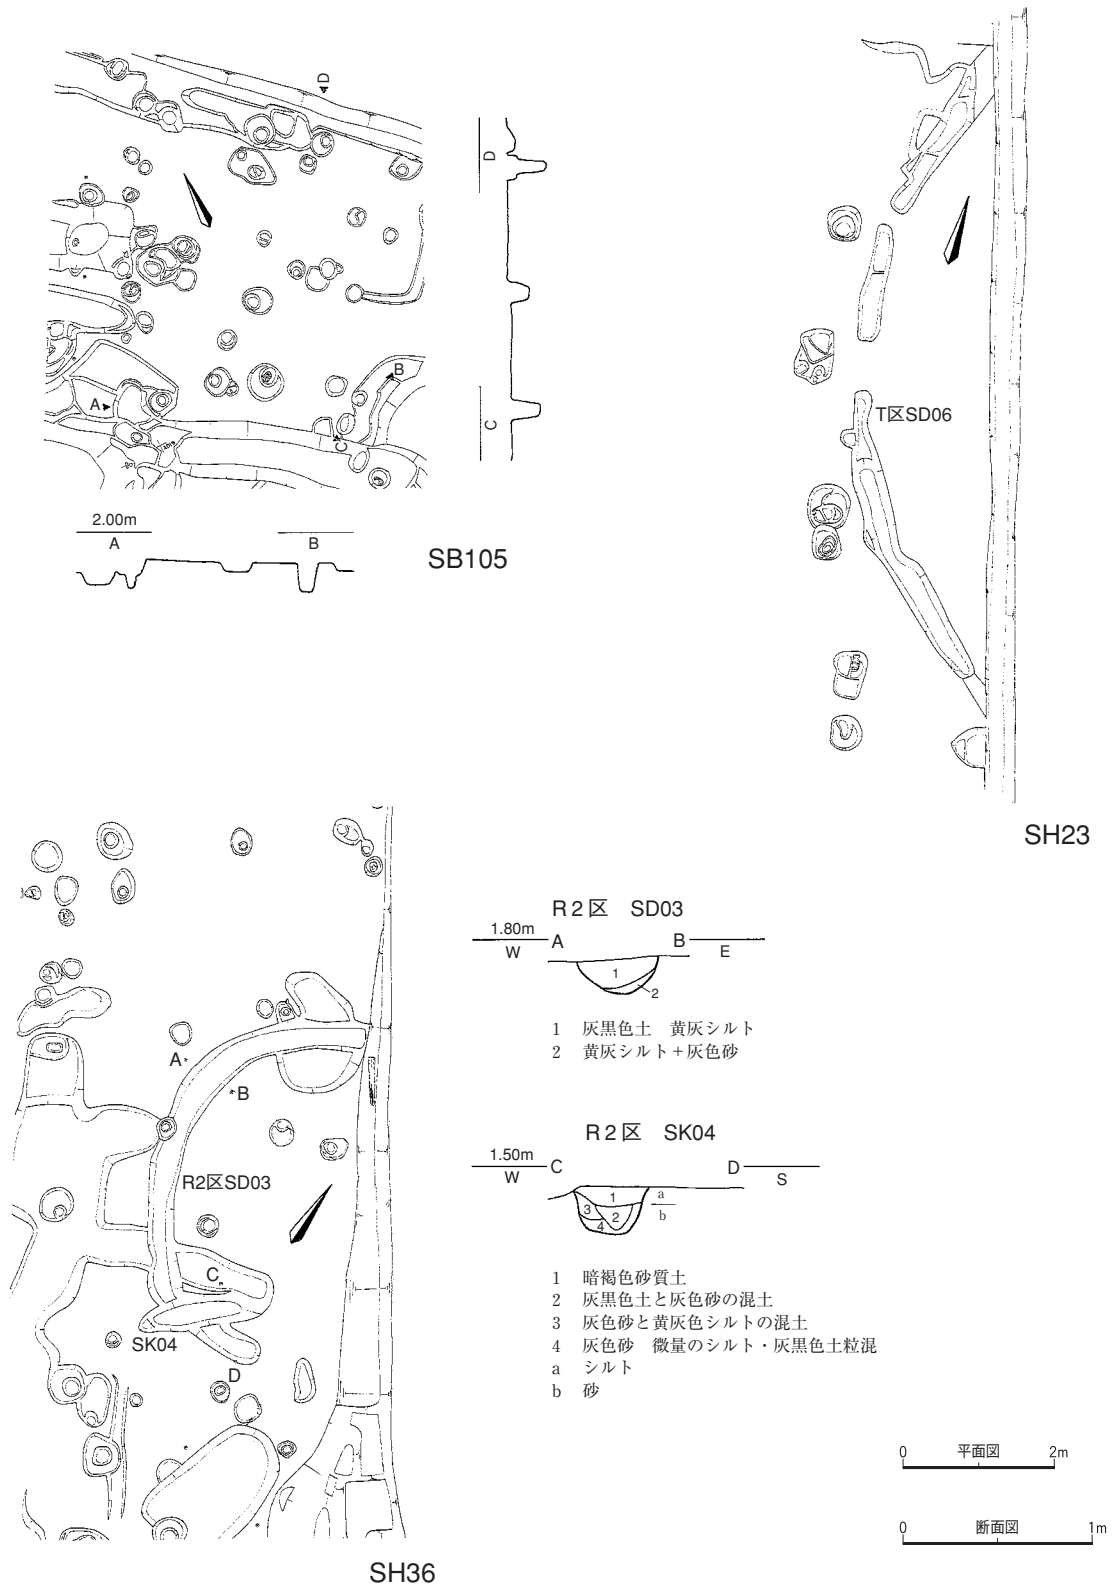 D
D
A
B
C
C
2.00m
A
B
SB105
T区SD06
SH23
A
B
R2区SD03
C
SK04
D
SH36
R2区 SD03
1.80m
A
B
W
E
1
2
1 灰黒色土 黄灰シルト
2 黄灰シルト+灰色砂
R2区 SK04
1.50m
C
D
W
S
1
a
3
2
b
4
1 暗褐色砂質土
2 灰黒色土と灰色砂の混土
3 灰色砂と黄灰色シルトの混土
4 灰色砂 微量のシルト・灰黒色土粒混
a シルト
b 砂
0 平面図 2m
0 断面図 1m